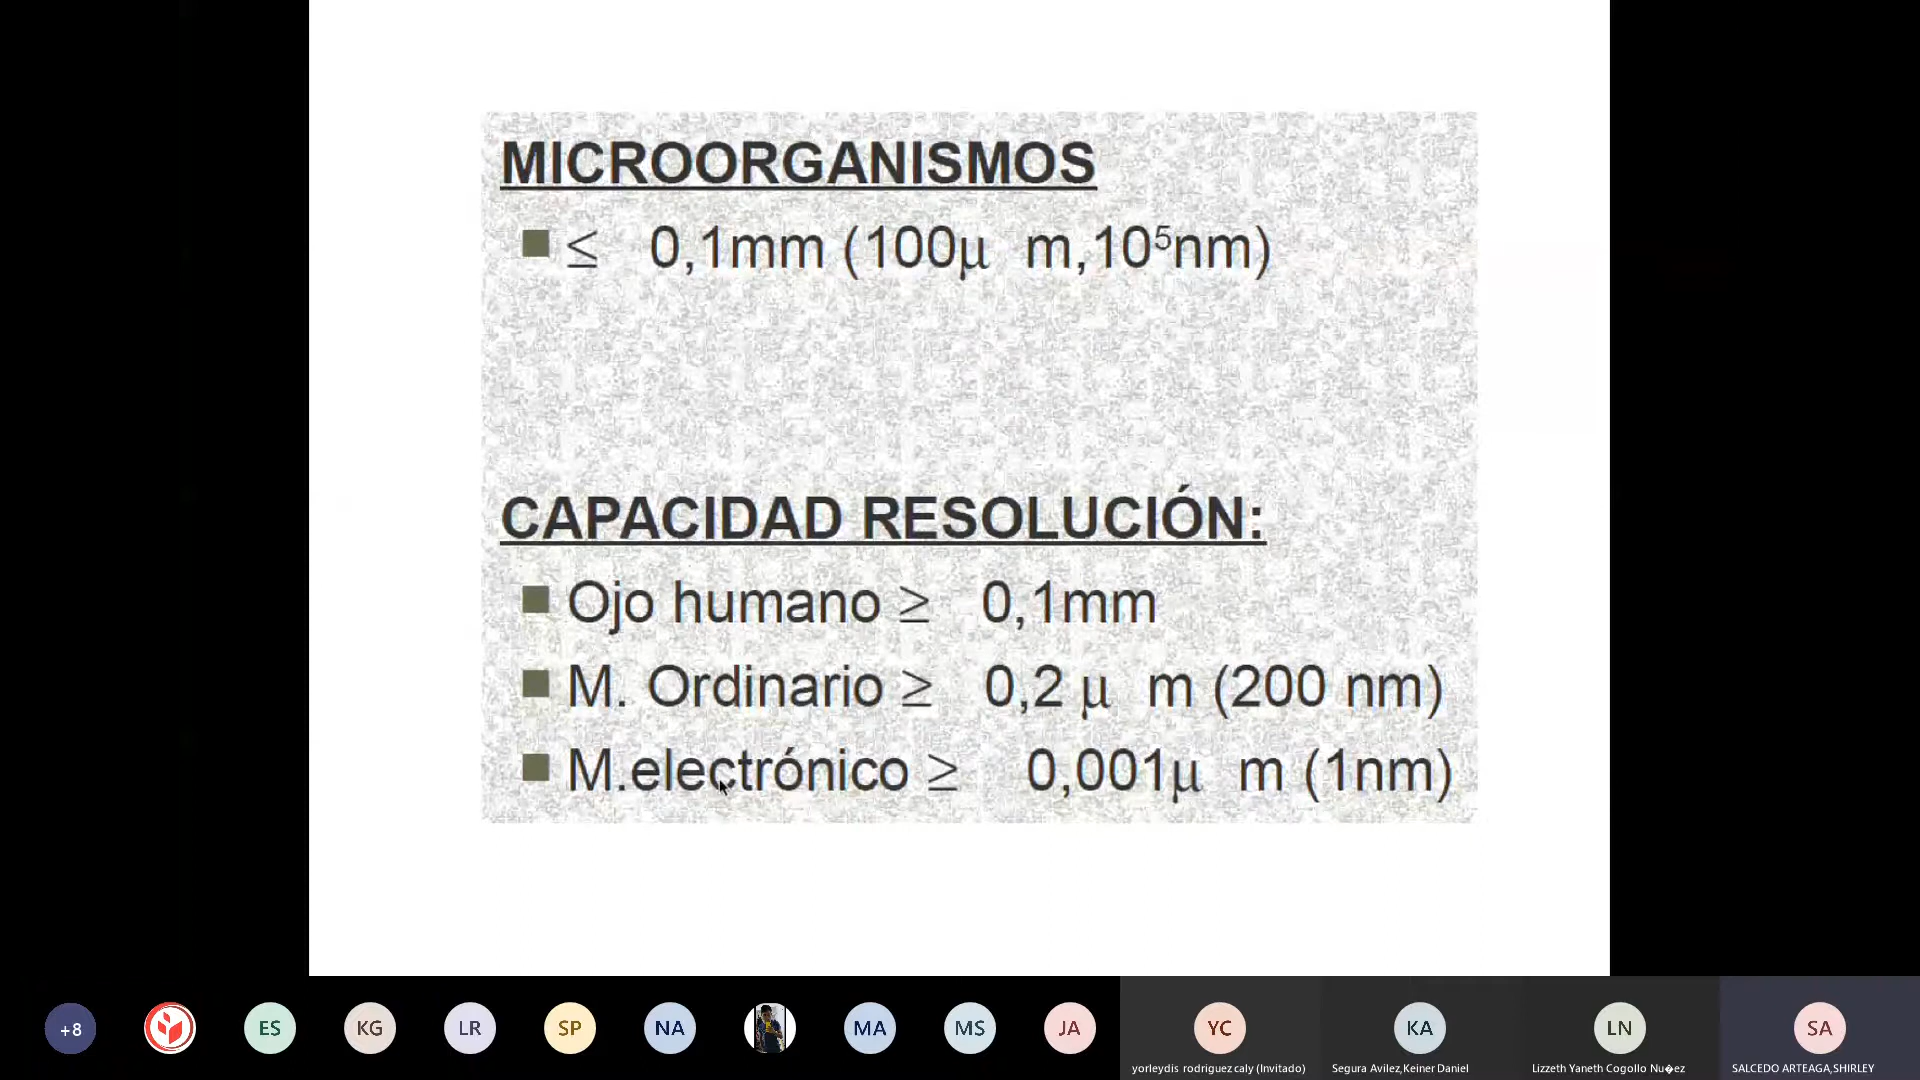 MICROORGANISMOS
≤ 0,1mm (100μ m,10⁵nm)
CAPACIDAD RESOLUCIÓN:
Ojo humano ≥ 0,1mm
M. Ordinario ≥ 0,2 μ m (200 nm)
M.electrónico ≥ 0,001μ m (1nm)
+8 ES KG LR SP NA MA MS JA YC KA LN SA
yorleydis rodriguez caly (Invitado) Segura Avilez,Keiner Daniel Lizzeth Yaneth Cogollo Nu�ez SALCEDO ARTEAGA,SHIRLEY